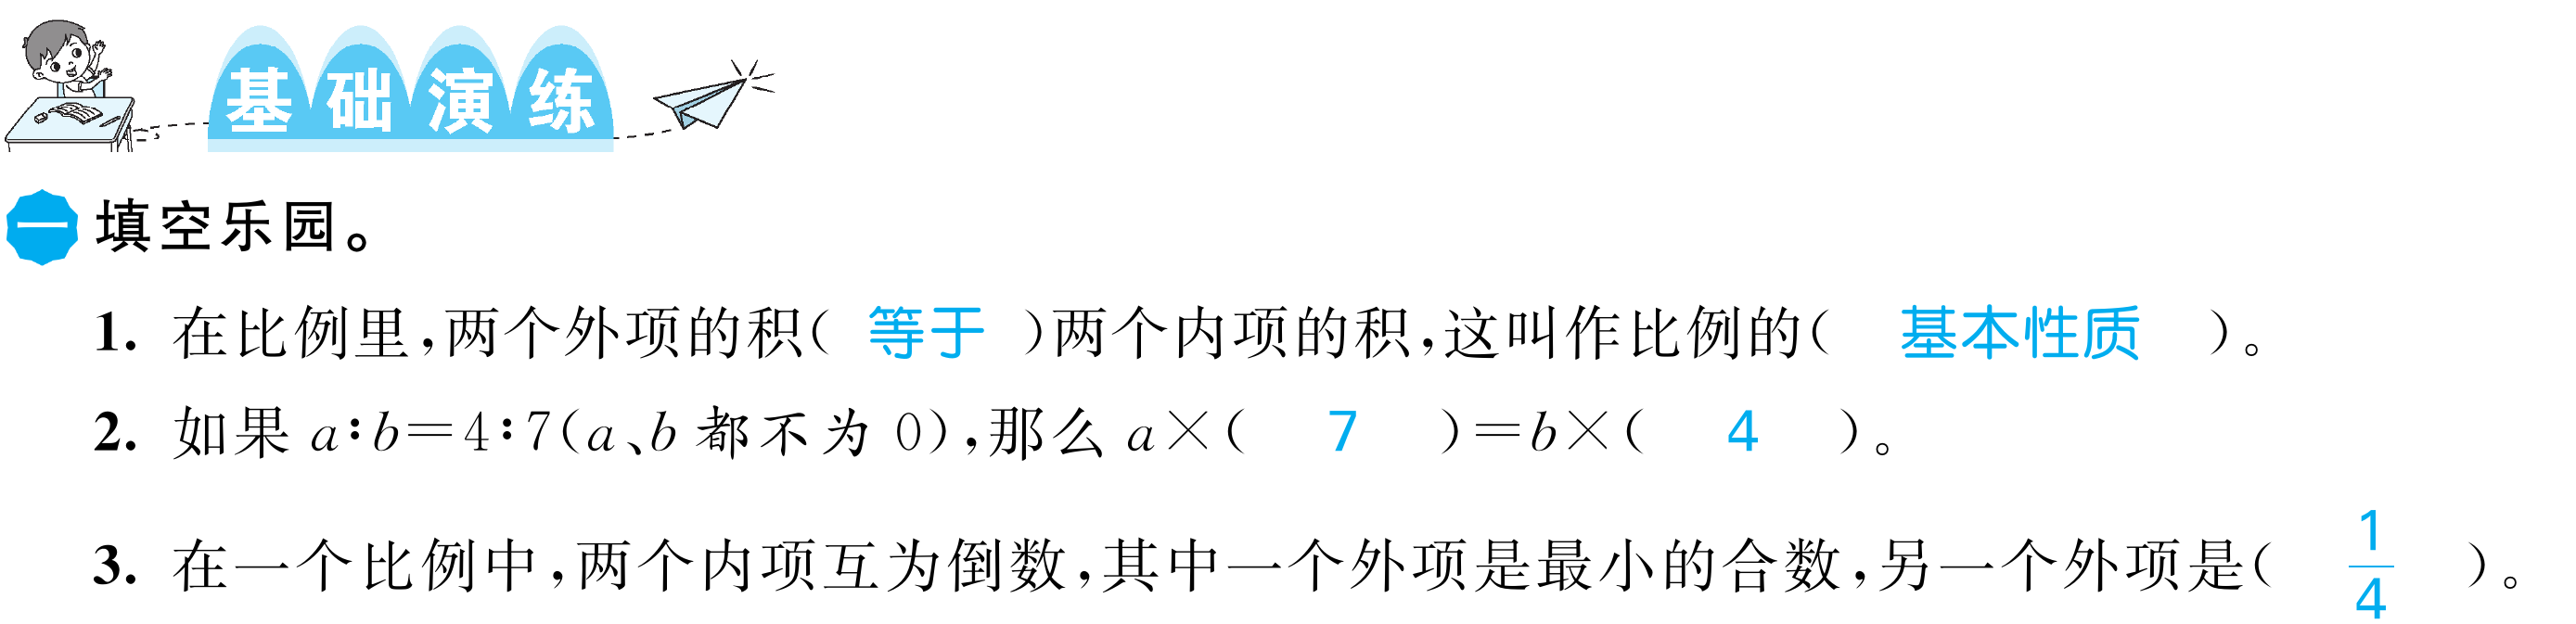 基础演练
一 填空乐园。
1. 在比例里,两个外项的积( 等于 )两个内项的积,这叫作比例的( 基本性质 )。
2. 如果 a∶b=4∶7(a、b 都不为 0),那么 a×( 7 )=b×( 4 )。
3. 在一个比例中,两个内项互为倒数,其中一个外项是最小的合数,另一个外项是( 1/4 )。